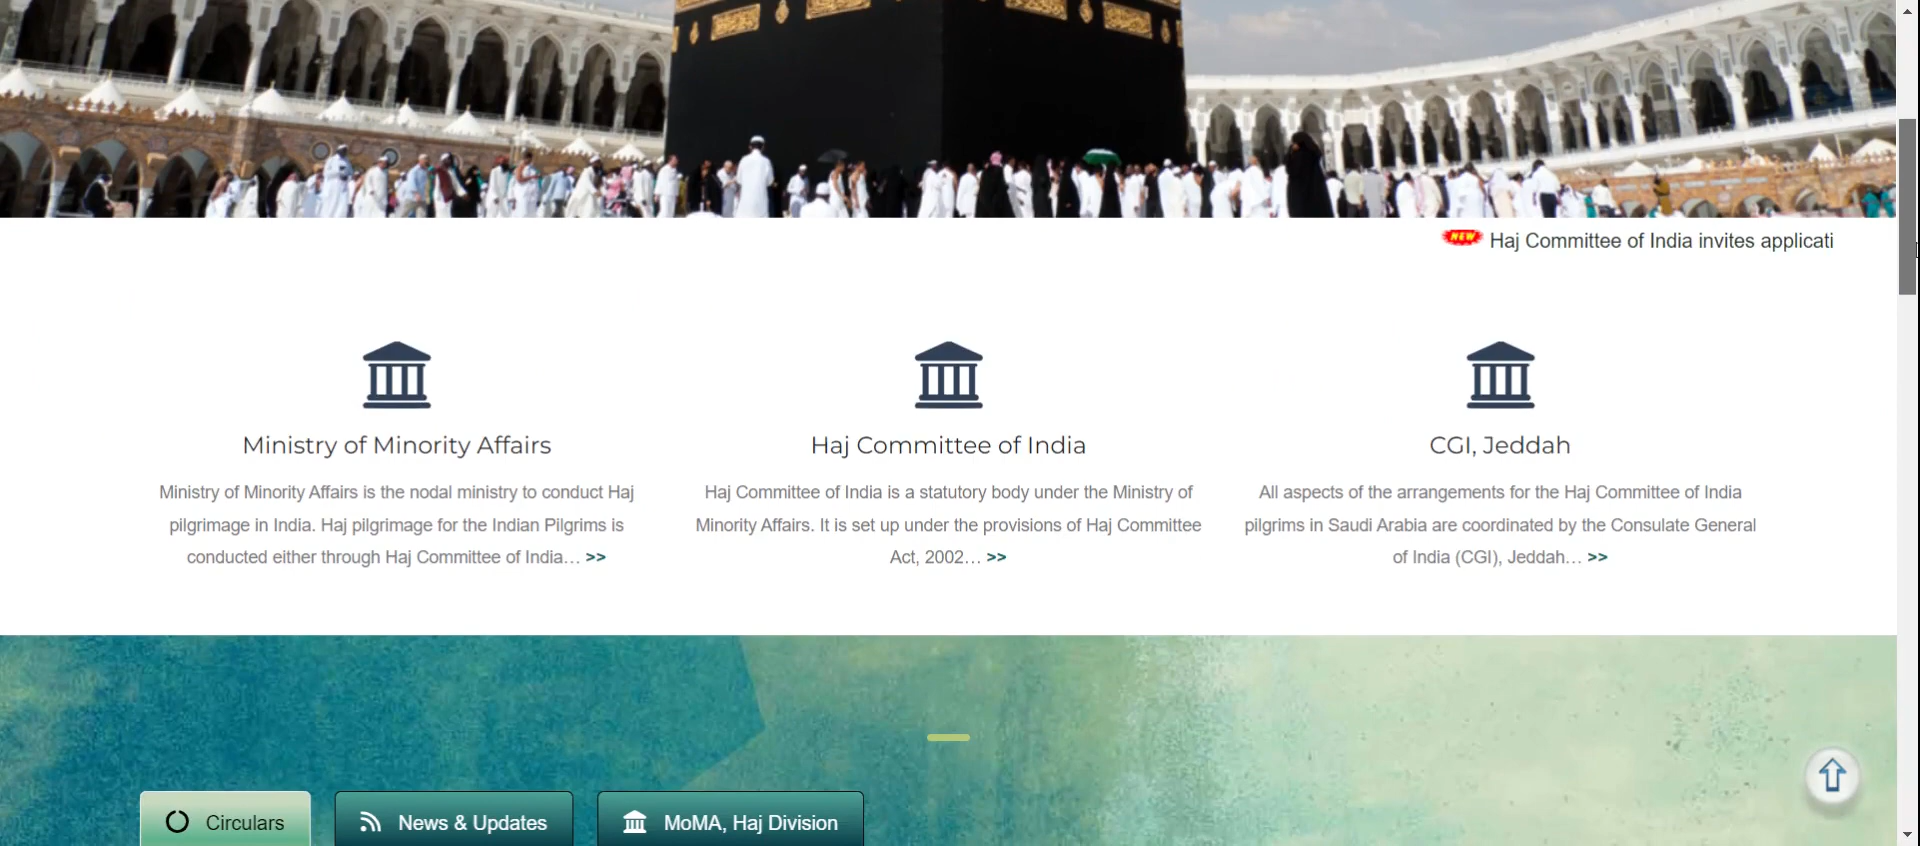 NEW Haj Committee of India invites applicati
Ministry of Minority Affairs
Ministry of Minority Affairs is the nodal ministry to conduct Haj
pilgrimage in India. Haj pilgrimage for the Indian Pilgrims is
conducted either through Haj Committee of India... >>
Haj Committee of India
Haj Committee of India is a statutory body under the Ministry of
Minority Affairs. It is set up under the provisions of Haj Committee
Act, 2002... >>
CGI, Jeddah
All aspects of the arrangements for the Haj Committee of India
pilgrims in Saudi Arabia are coordinated by the Consulate General
of India (CGI), Jeddah... >>
Circulars
News & Updates
MoMA, Haj Division